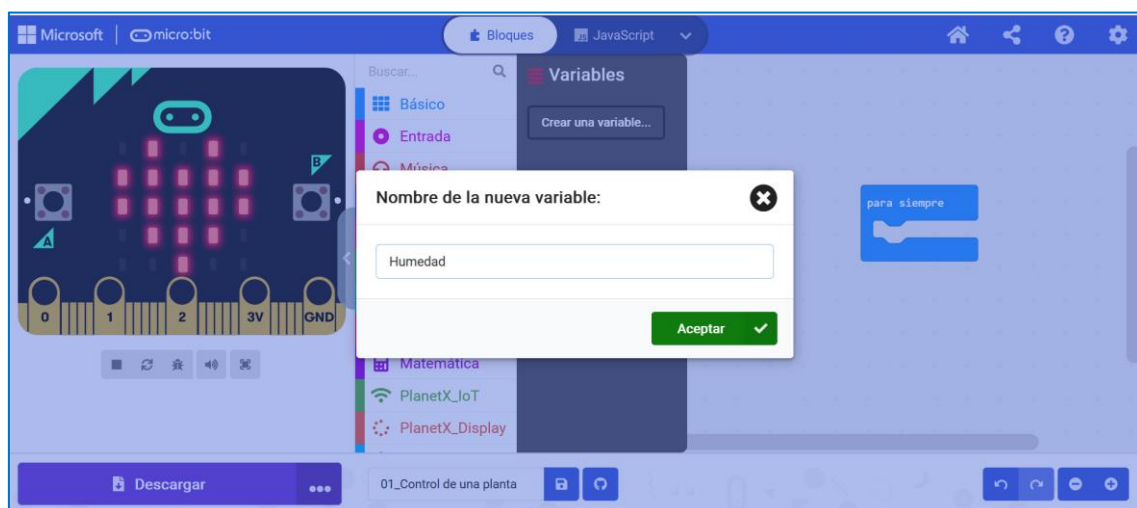 Microsoft micro:bit Bloques JavaScript
Buscar... Variables
Básico
Crear una variable...
Entrada
Música
Nombre de la nueva variable:
para siempre
Humedad
Aceptar
B
A
0 1 2 3V GND
Matemática
PlanetX_IoT
PlanetX_Display
Descargar 01_Control de una planta